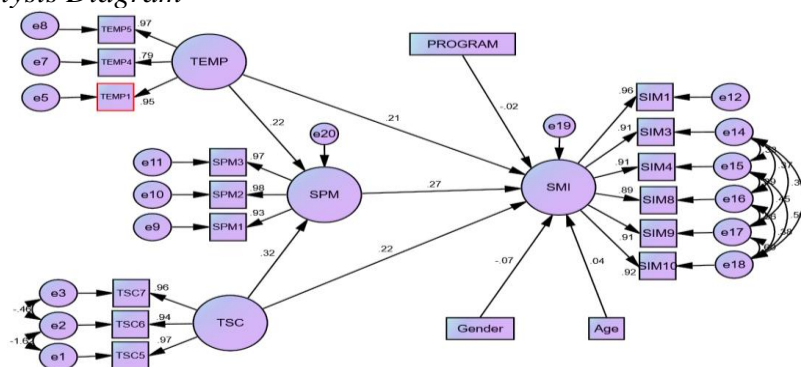 lysis Diagram
e8
TEMP5
.97
e7
TEMP4
.79
TEMP
e5
TEMP1
.95
PROGRAM
-.02
.21
.22
e20
e19
e11
SPM3
.97
e10
SPM2
.98
SPM
e9
SPM1
.93
.27
SMI
.96
SIM1
e12
.91
SIM3
e14
.91
SIM4
e15
.89
SIM8
e16
.91
SIM9
e17
.92
SIM10
e18
.37
.32
.22
e3
TSC7
.96
e2
TSC6
.94
TSC
e1
TSC5
.97
-.07
.04
Gender
Age